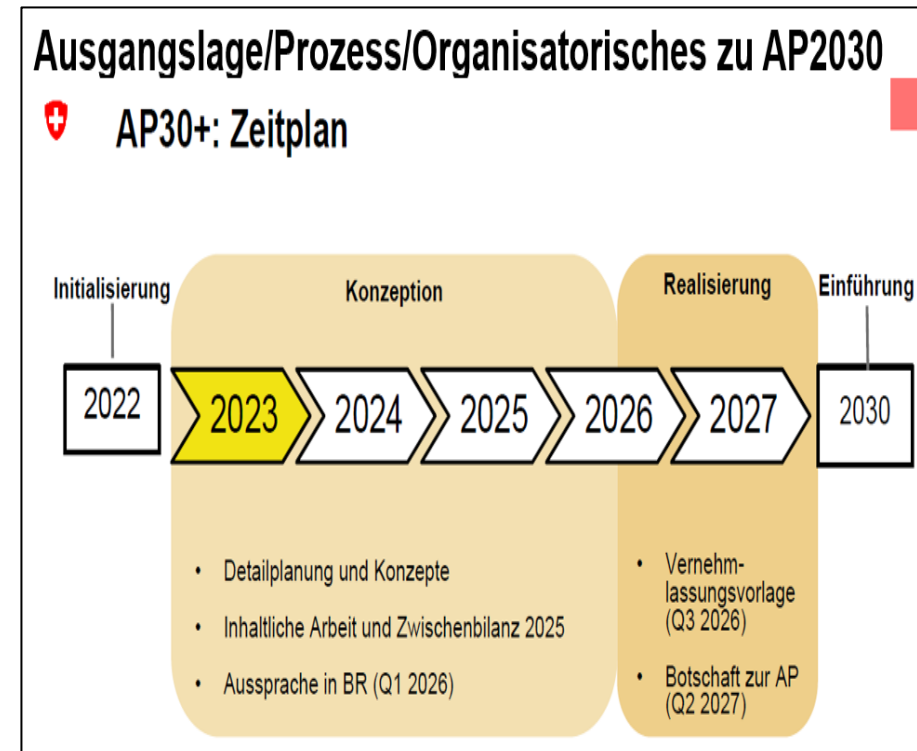 Ausgangslage/Prozess/Organisatorisches zu AP2030
AP30+: Zeitplan
Initialisierung
Konzeption
Realisierung
Einführung
2022
2023
2024
2025
2026
2027
2030
• Detailplanung und Konzepte
• Inhaltliche Arbeit und Zwischenbilanz 2025
• Aussprache in BR (Q1 2026)
• Vernehm-
lassungsvorlage
(Q3 2026)
• Botschaft zur AP
(Q2 2027)